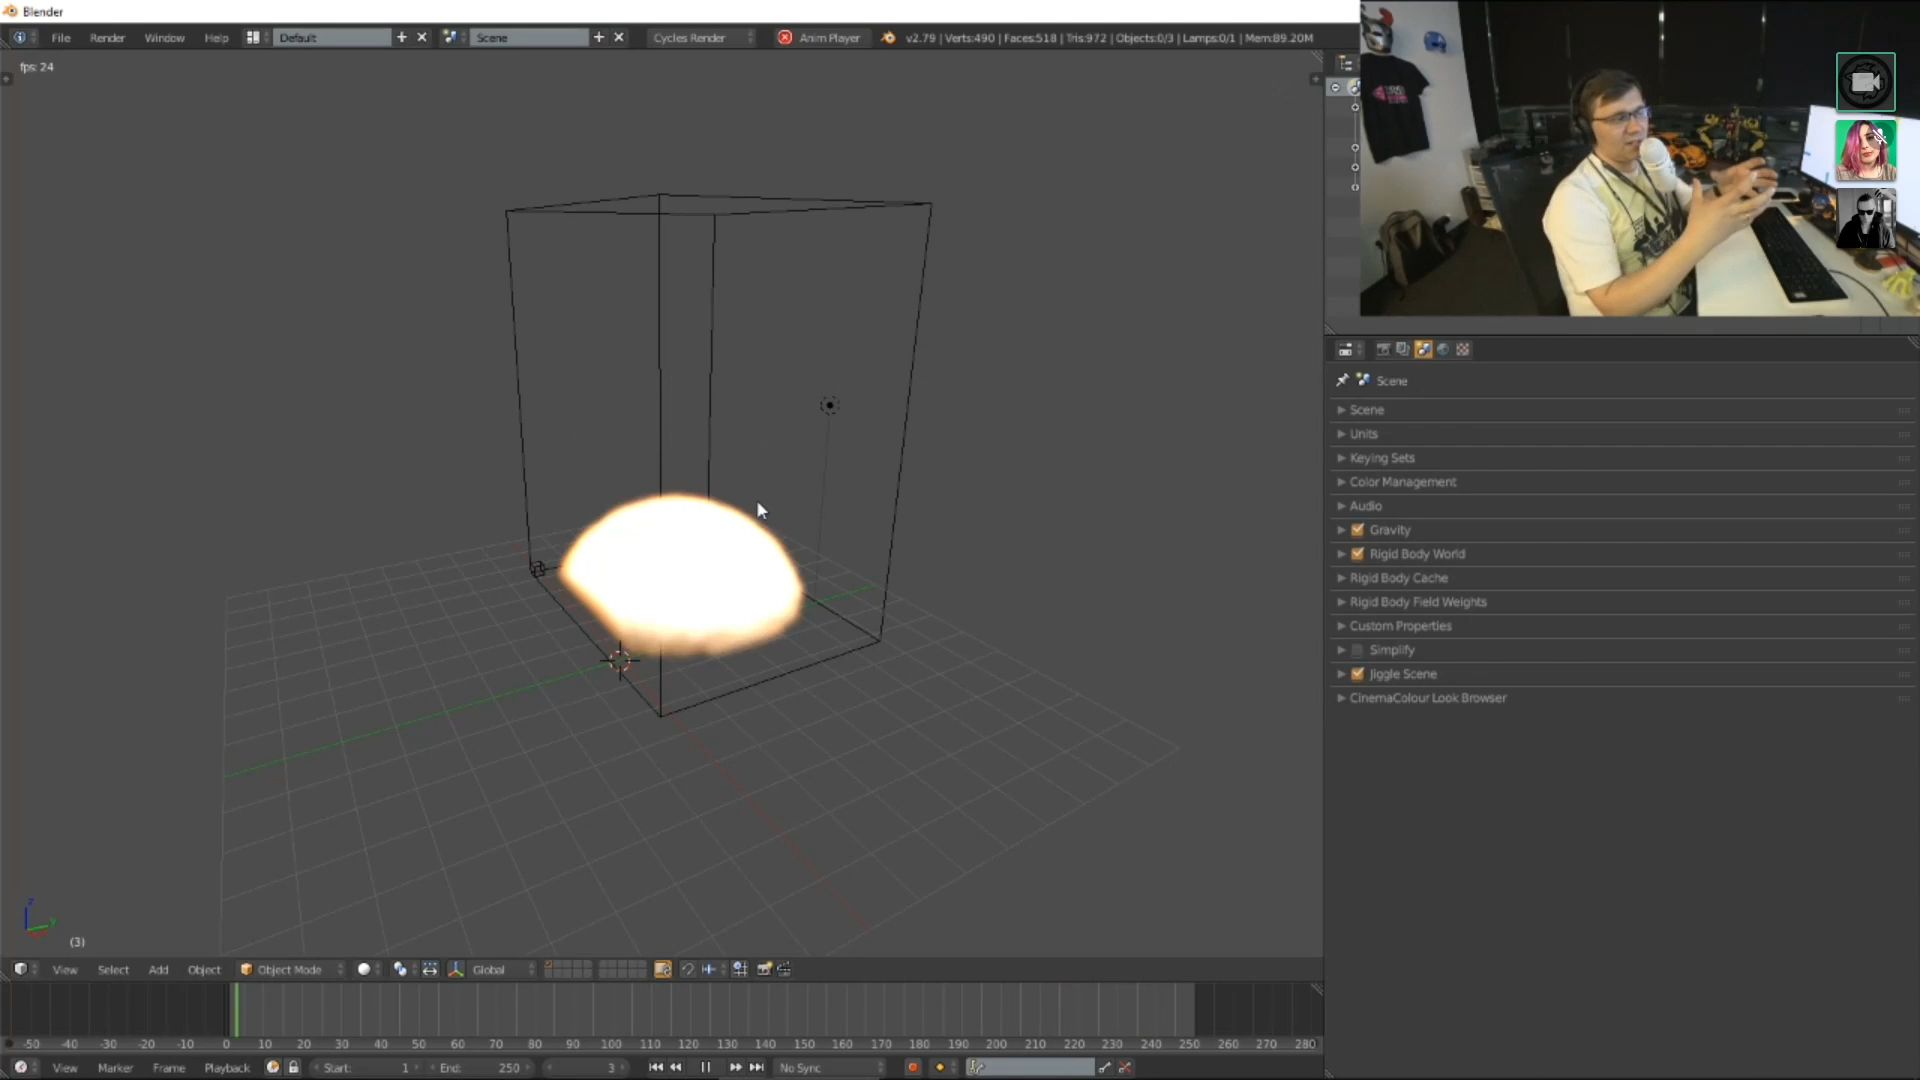 Blender
File Render Window Help Default Scene Cycles Render Anim Player v2.79 | Verts:490 | Faces:518 | Tris:972 | Objects:0/3 | Lamps:0/1 | Mem:89.20M
fps: 24
Scene
Scene
Units
Keying Sets
Color Management
Audio
Gravity
Rigid Body World
Rigid Body Cache
Rigid Body Field Weights
Custom Properties
Simplify
Jiggle Scene
CinemaColour Look Browser
z
y
(3)
View Select Add Object Object Mode Global
-50 -40 -30 -20 -10 0 10 20 30 40 50 60 70 80 90 100 110 120 130 140 150 160 170 180 190 200 210 220 230 240 250 260 270 280
View Marker Frame Playback Start: 1 End: 250 3 No Sync